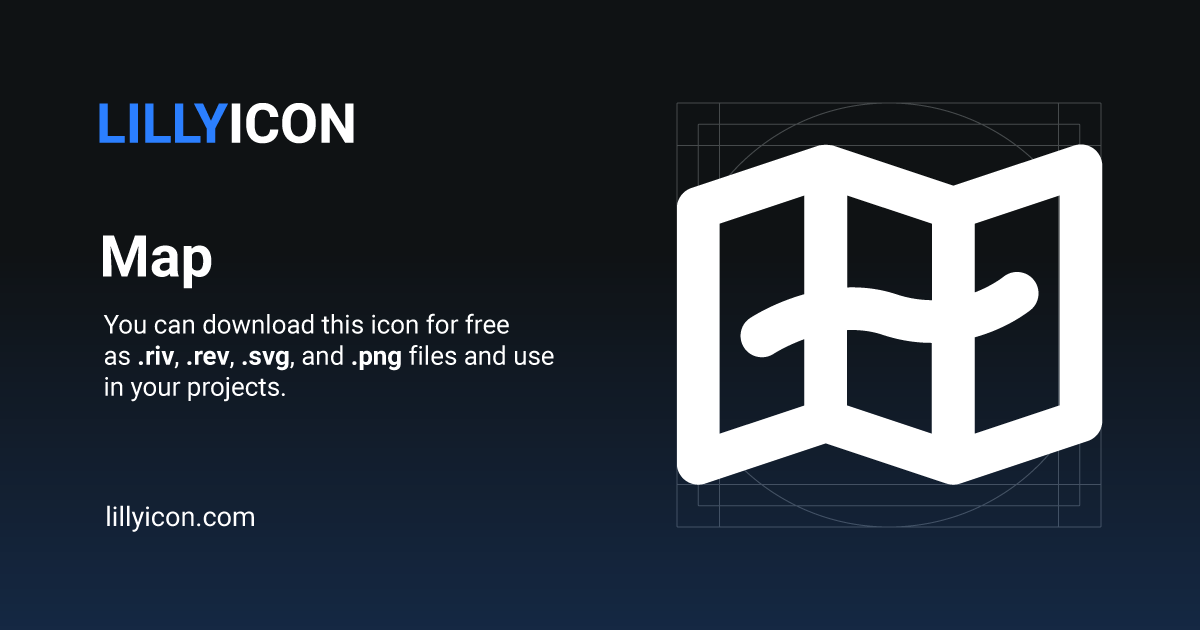 LILLYICON
Map
You can download this icon for free
as .riv, .rev, .svg, and .png files and use
in your projects.
lillyicon.com